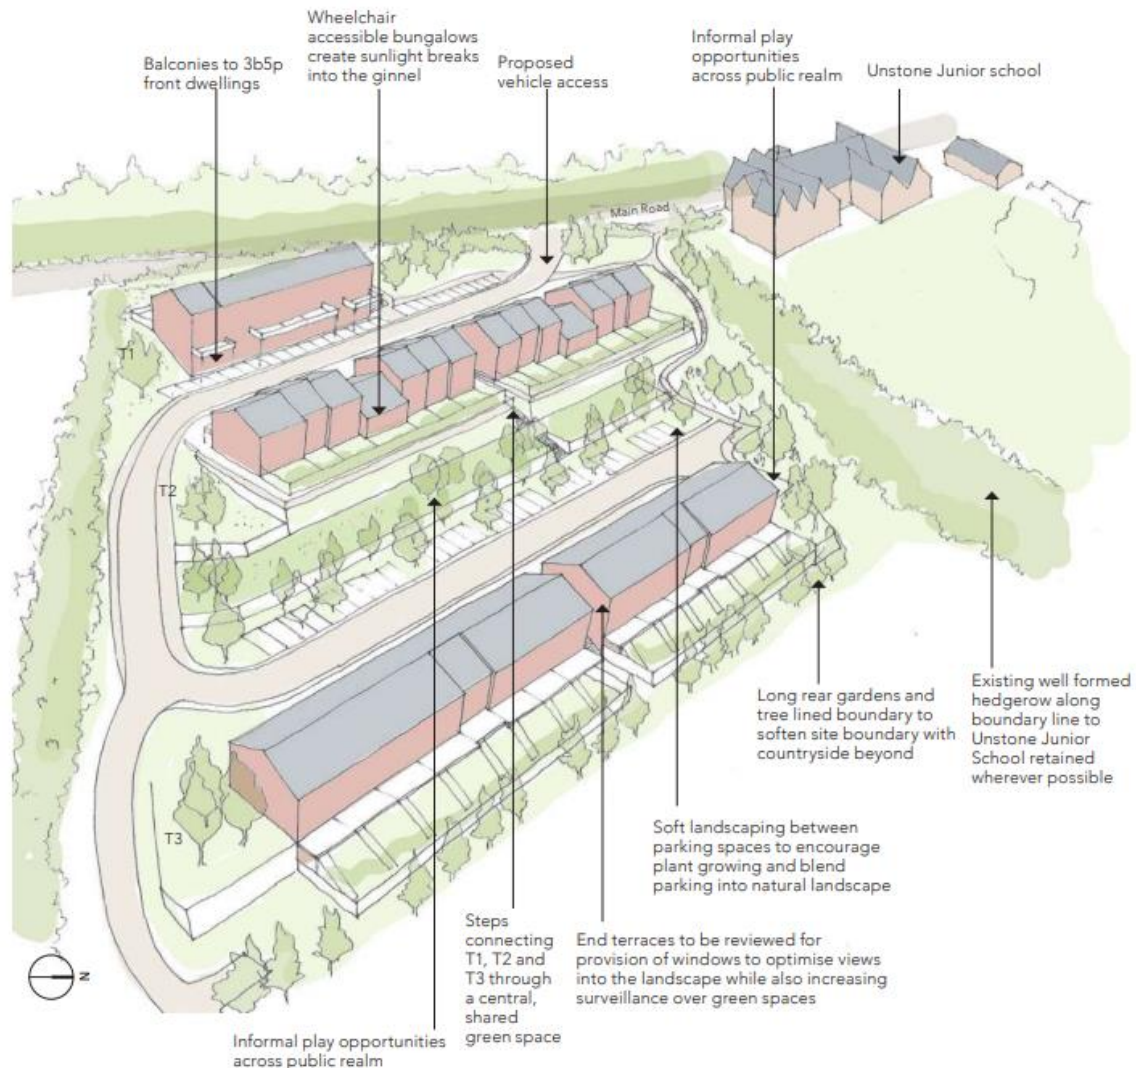 Wheelchair
accessible bungalows
create sunlight breaks
into the ginnel
Balconies to 3b5p
front dwellings
Proposed
vehicle access
Informal play
opportunities
across public realm
Unstone Junior school
Main Road
T1
T2
T3
N
Long rear gardens and
tree lined boundary to
soften site boundary with
countryside beyond
Existing well formed
hedgerow along
boundary line to
Unstone Junior
School retained
wherever possible
Soft landscaping between
parking spaces to encourage
plant growing and blend
parking into natural landscape
Steps
connecting
T1, T2 and
T3 through
a central,
shared
green space
End terraces to be reviewed for
provision of windows to optimise views
into the landscape while also increasing
surveillance over green spaces
Informal play opportunities
across public realm